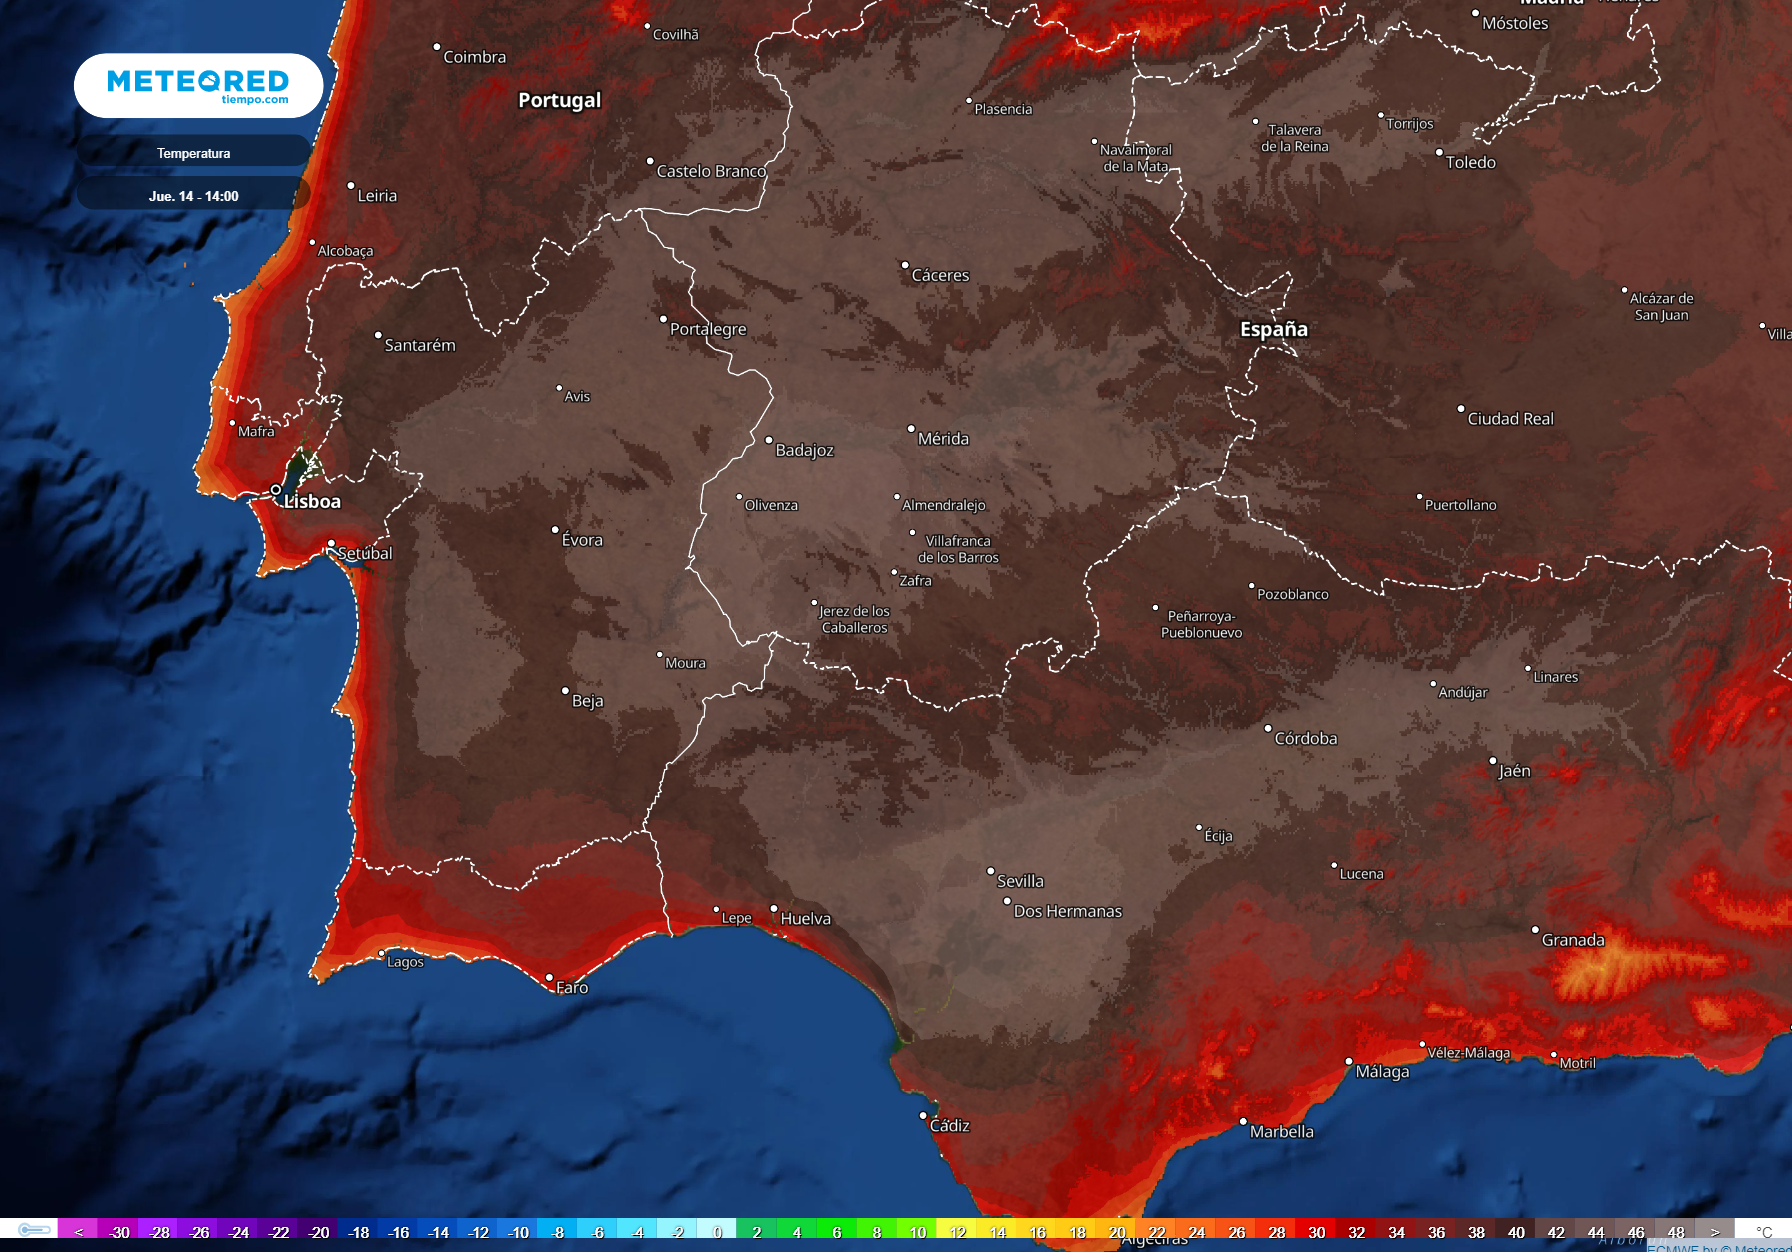 Madrid
Móstoles
Covilhã
Coimbra
METEORED
tiempo.com
Portugal
Plasencia
Talavera
de la Reina
Torrijos
Temperatura
Navalmoral
de la Mata
Toledo
Castelo Branco
Jue. 14 - 14:00
Leiria
Alcobaça
Cáceres
Alcázar de
San Juan
Portalegre
España
Villa
Santarém
Avis
Ciudad Real
Mafra
Mérida
Badajoz
Lisboa
Olivenza
Almendralejo
Puertollano
Évora
Villafranca
de los Barros
Setúbal
Zafra
Pozoblanco
Jerez de los
Caballeros
Peñarroya-
Pueblonuevo
Moura
Linares
Andújar
Beja
Córdoba
Jaén
Écija
Lucena
Sevilla
Dos Hermanas
Lepe
Huelva
Granada
Lagos
Faro
Vélez-Málaga
Motril
Málaga
Cádiz
Marbella
< -30 -28 -26 -24 -22 -20 -18 -16 -14 -12 -10 -8 -6 -4 -2 0 2 4 6 8 10 12 14 16 18 20 22 24 26 28 30 32 34 36 38 40 42 44 46 48 > °C
Algeciras
ECMWF by © Meteored